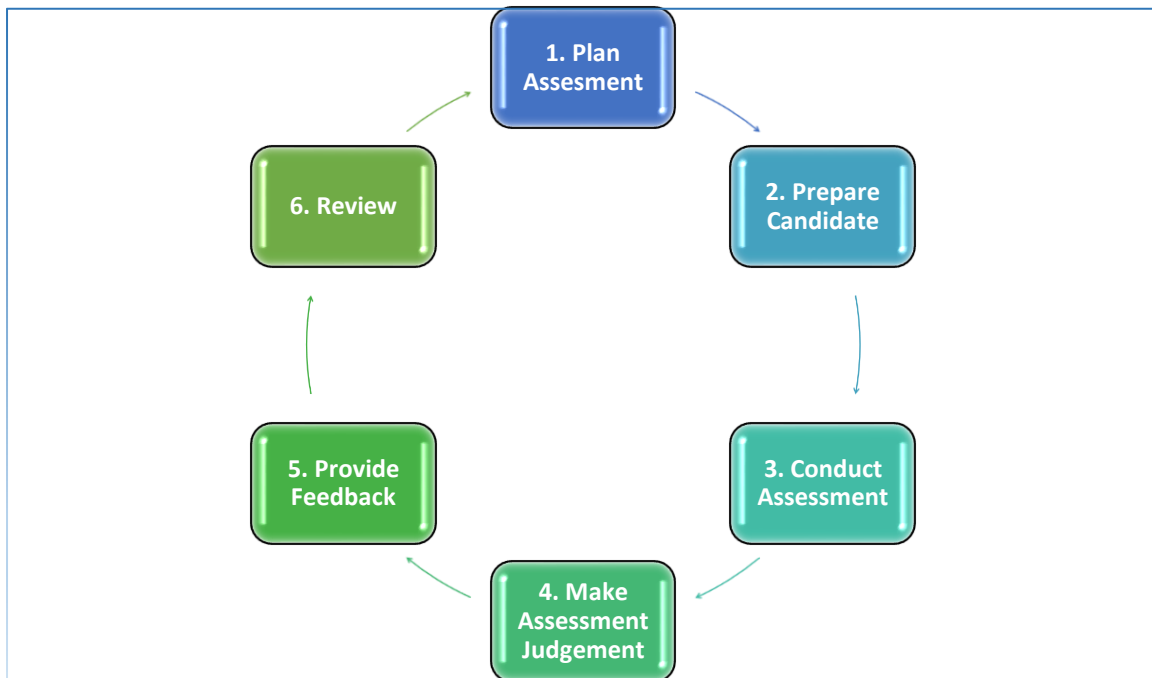 1. Plan
Assesment
2. Prepare
Candidate
3. Conduct
Assessment
4. Make
Assessment
Judgement
5. Provide
Feedback
6. Review